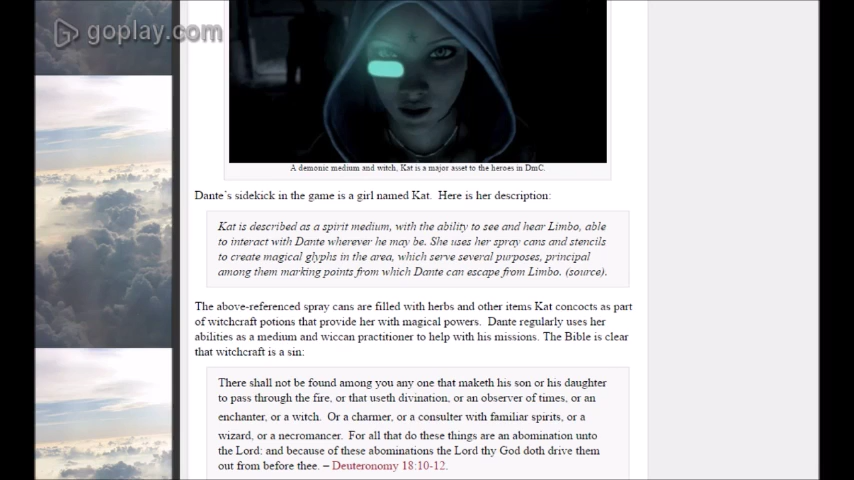 goplay.com
A demonic medium and witch, Kat is a major asset to the heroes in DmC.
Dante's sidekick in the game is a girl named Kat. Here is her description:
Kat is described as a spirit medium, with the ability to see and hear Limbo, able
to interact with Dante wherever he may be. She uses her spray cans and stencils
to create magical glyphs in the area, which serve several purposes, principal
among them marking points from which Dante can escape from Limbo. (source).
The above-referenced spray cans are filled with herbs and other items Kat concocts as part
of witchcraft potions that provide her with magical powers. Dante regularly uses her
abilities as a medium and wiccan practitioner to help with his missions. The Bible is clear
that witchcraft is a sin:
There shall not be found among you any one that maketh his son or his daughter
to pass through the fire, or that useth divination, or an observer of times, or an
enchanter, or a witch. Or a charmer, or a consulter with familiar spirits, or a
wizard, or a necromancer. For all that do these things are an abomination unto
the Lord: and because of these abominations the Lord thy God doth drive them
out from before thee. – Deuteronomy 18:10-12.